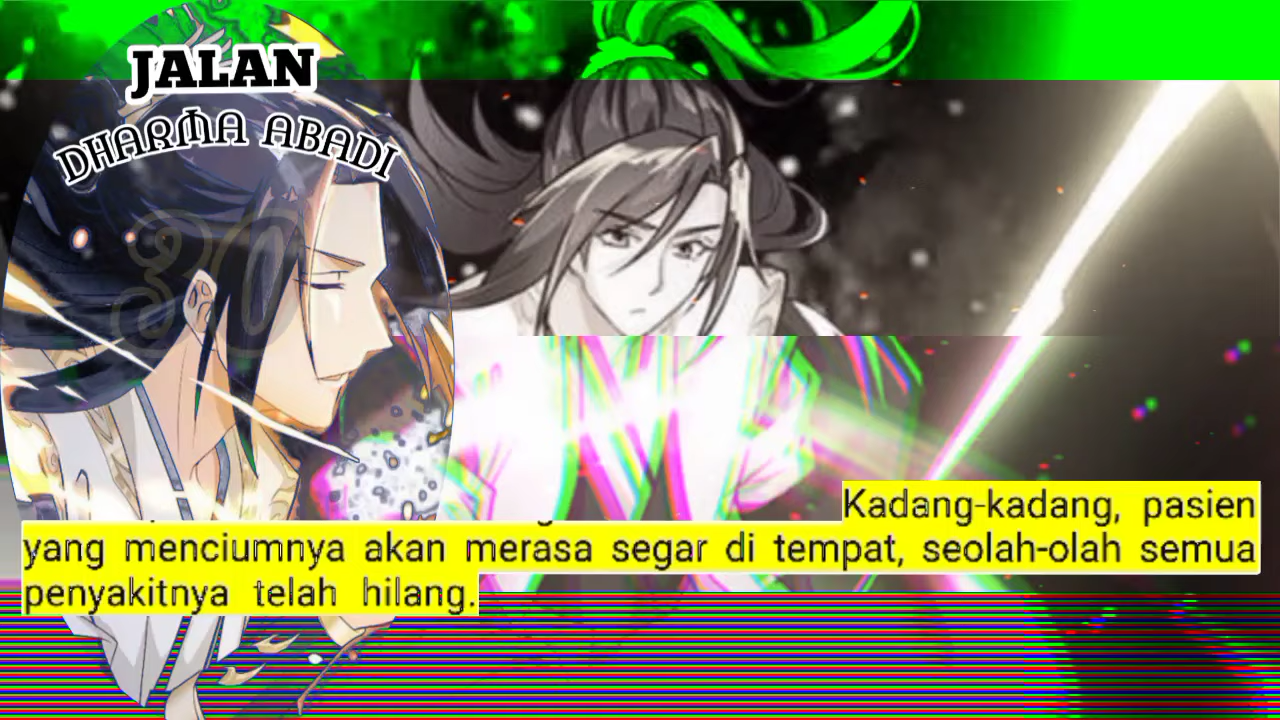 JALAN
DHARMA ABADI
30
Kadang-kadang, pasien
yang menciumnya akan merasa segar di tempat, seolah-olah semua
penyakitnya telah hilang.